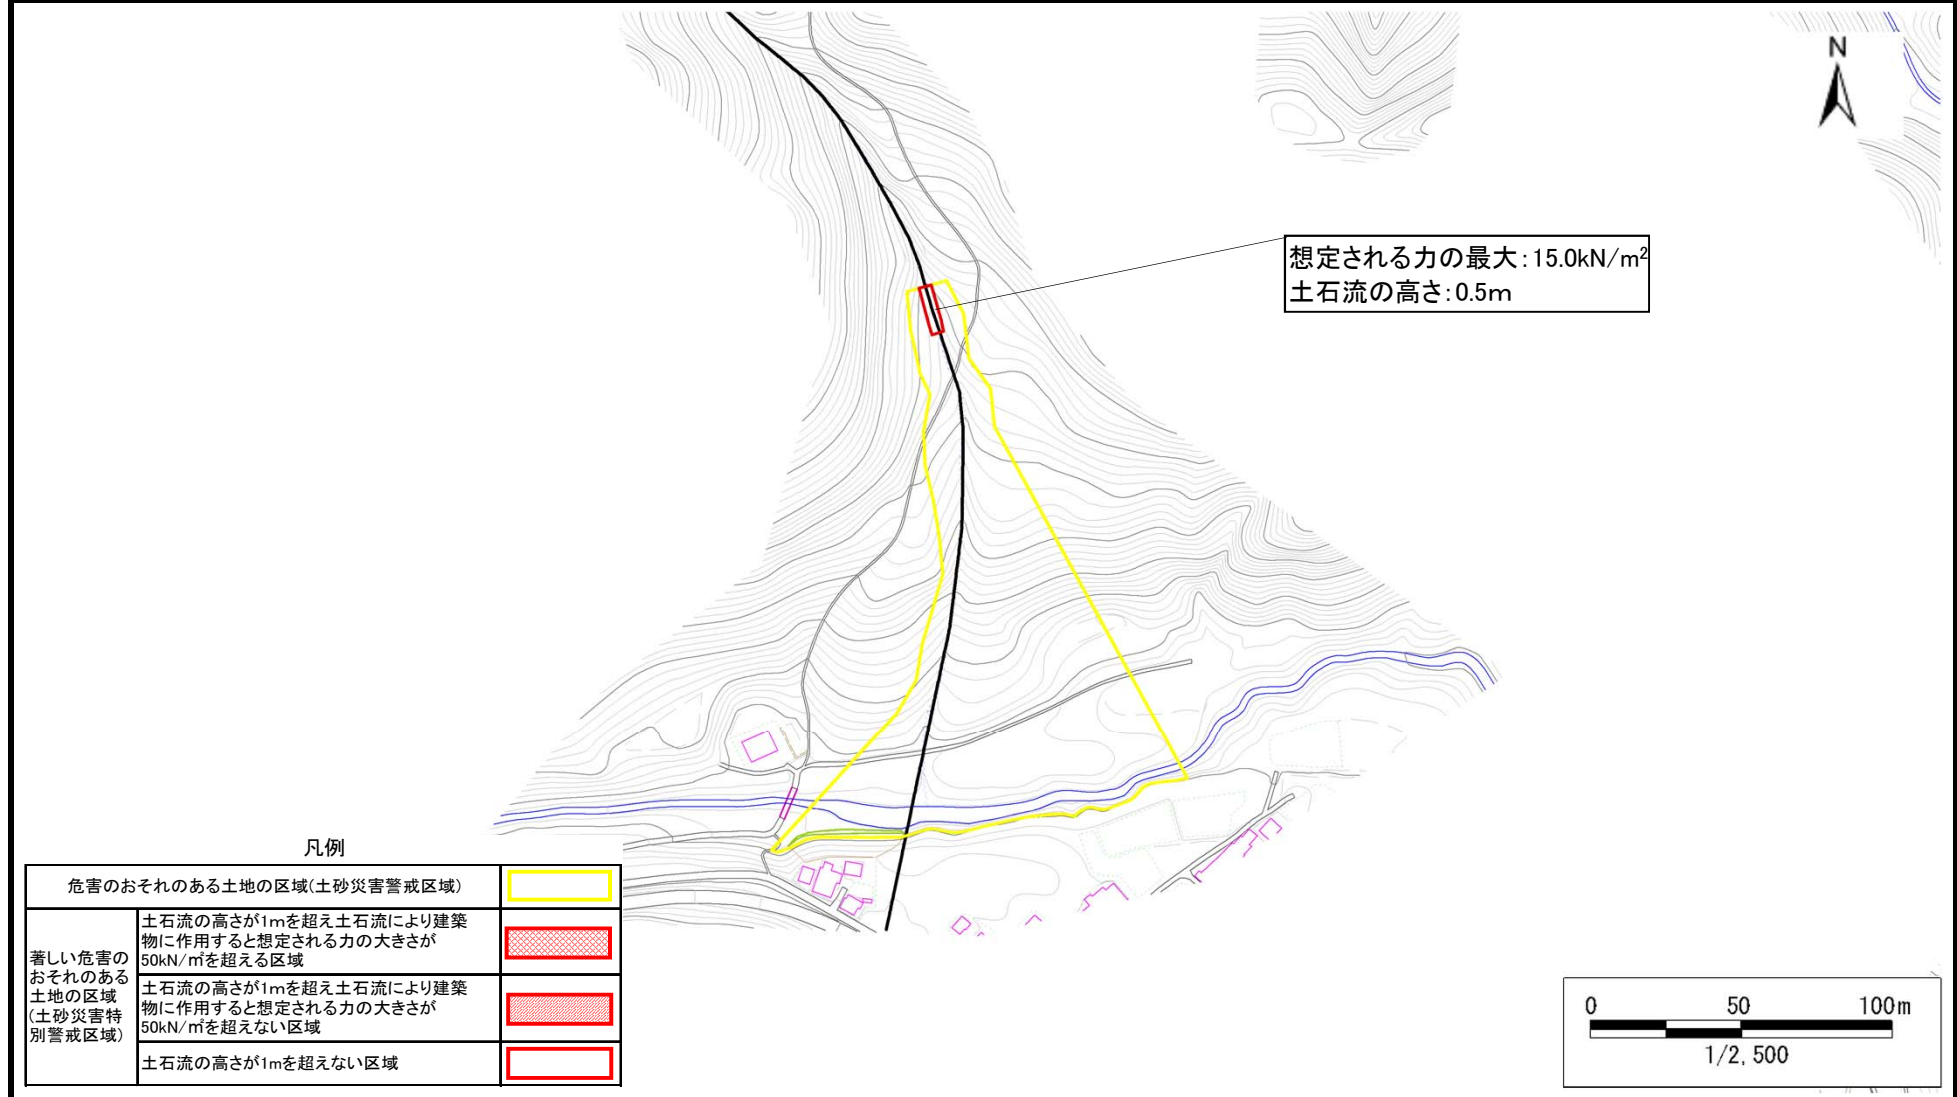 N
想定される力の最大:15.0kN/m²
土石流の高さ:0.5m
凡例
危害のおそれのある土地の区域(土砂災害警戒区域)
著しい危害の
おそれのある
土地の区域
(土砂災害特
別警戒区域)
土石流の高さが1mを超え土石流により建築
物に作用すると想定される力の大きさが
50kN/㎡を超える区域
土石流の高さが1mを超え土石流により建築
物に作用すると想定される力の大きさが
50kN/㎡を超えない区域
土石流の高さが1mを超えない区域
0 50 100m
1/2,500